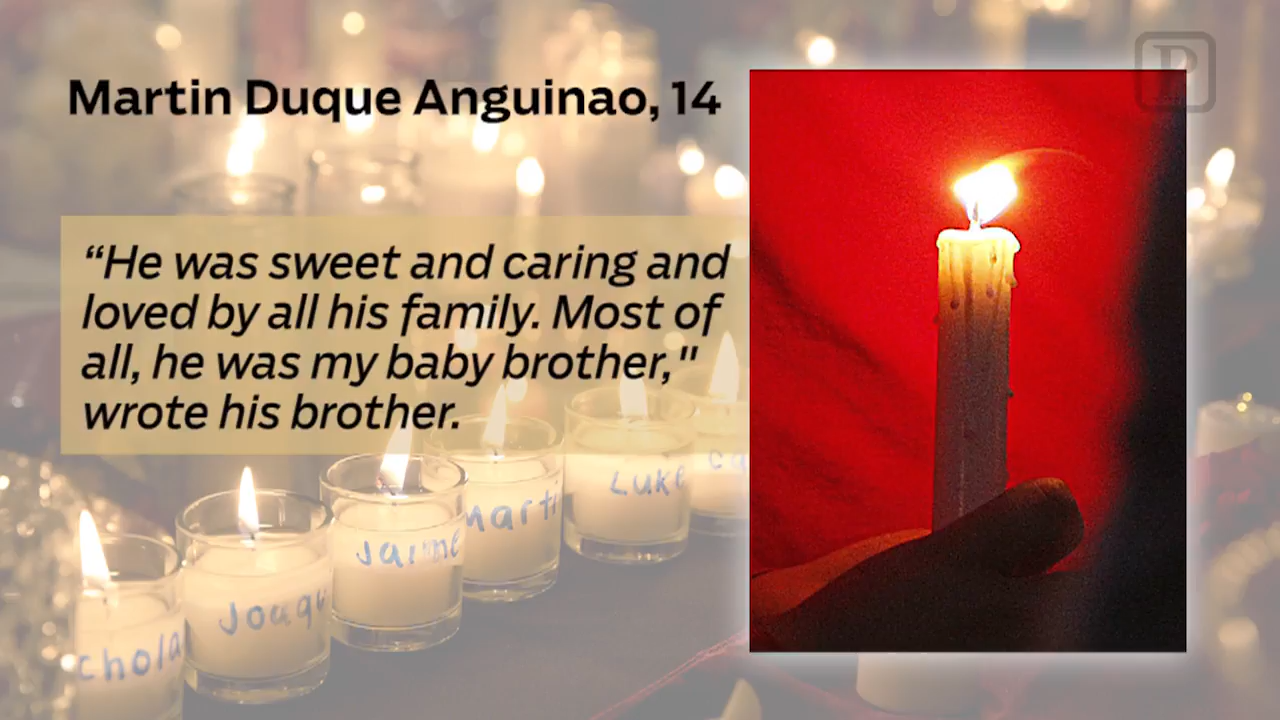 Martin Duque Anguinao, 14
“He was sweet and caring and
loved by all his family. Most of
all, he was my baby brother,"
wrote his brother.
P
Luke
Jaime